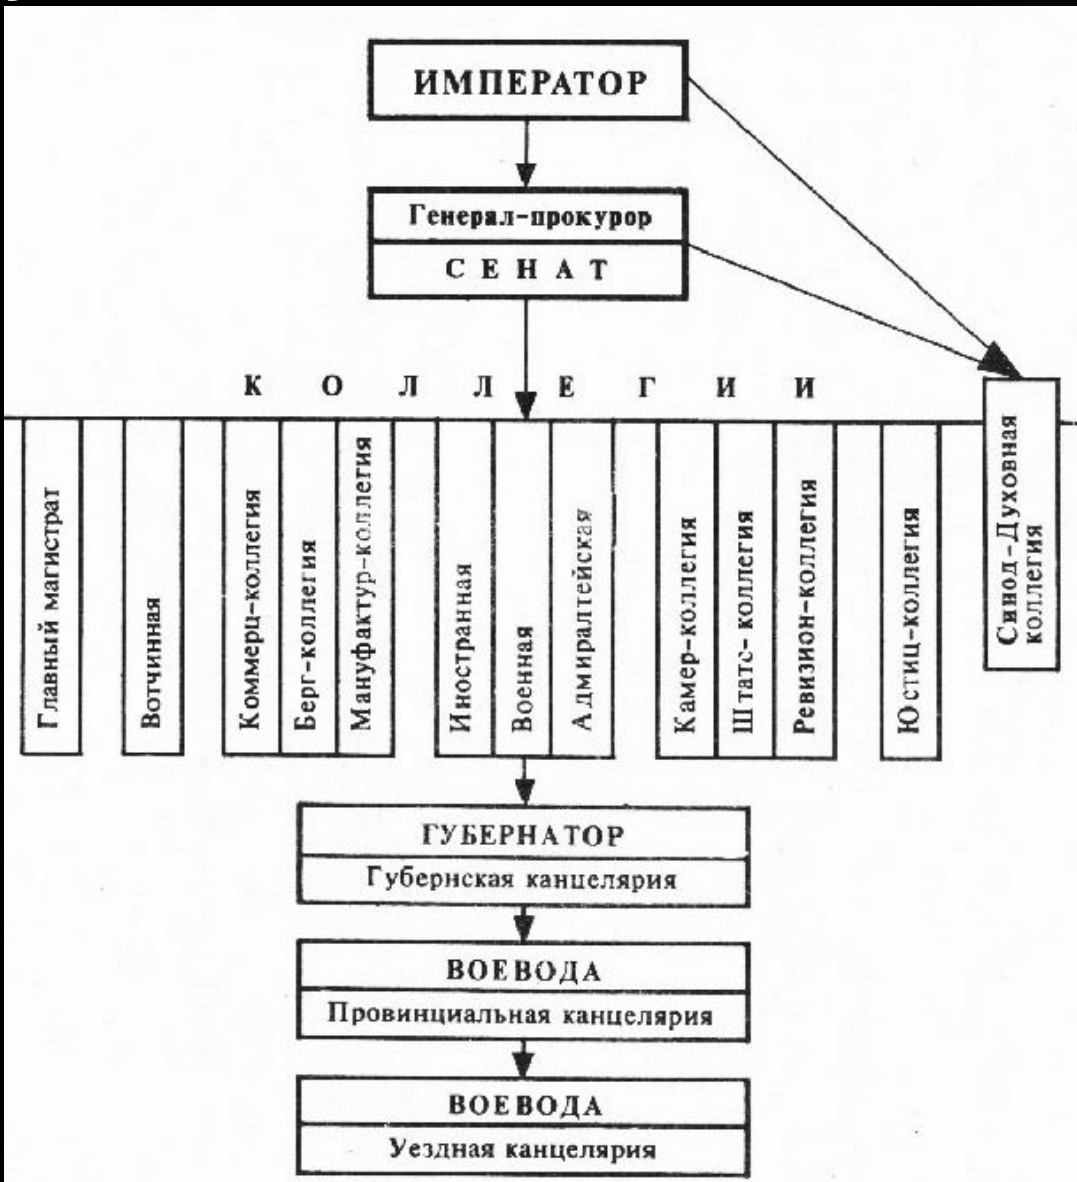 ИМПЕРАТОР
Генерал-прокурор
СЕНАТ
КОЛЛЕГИИ
Главный магистрат
Вотчинная
Коммерц-коллегия
Берг-коллегия
Мануфактур-коллегия
Иностранная
Военная
Адмиралтейская
Камер-коллегия
Штатс-коллегия
Ревизион-коллегия
Юстиц-коллегия
Синод-Духовная
коллегия
ГУБЕРНАТОР
Губернская канцелярия
ВОЕВОДА
Провинциальная канцелярия
ВОЕВОДА
Уездная канцелярия